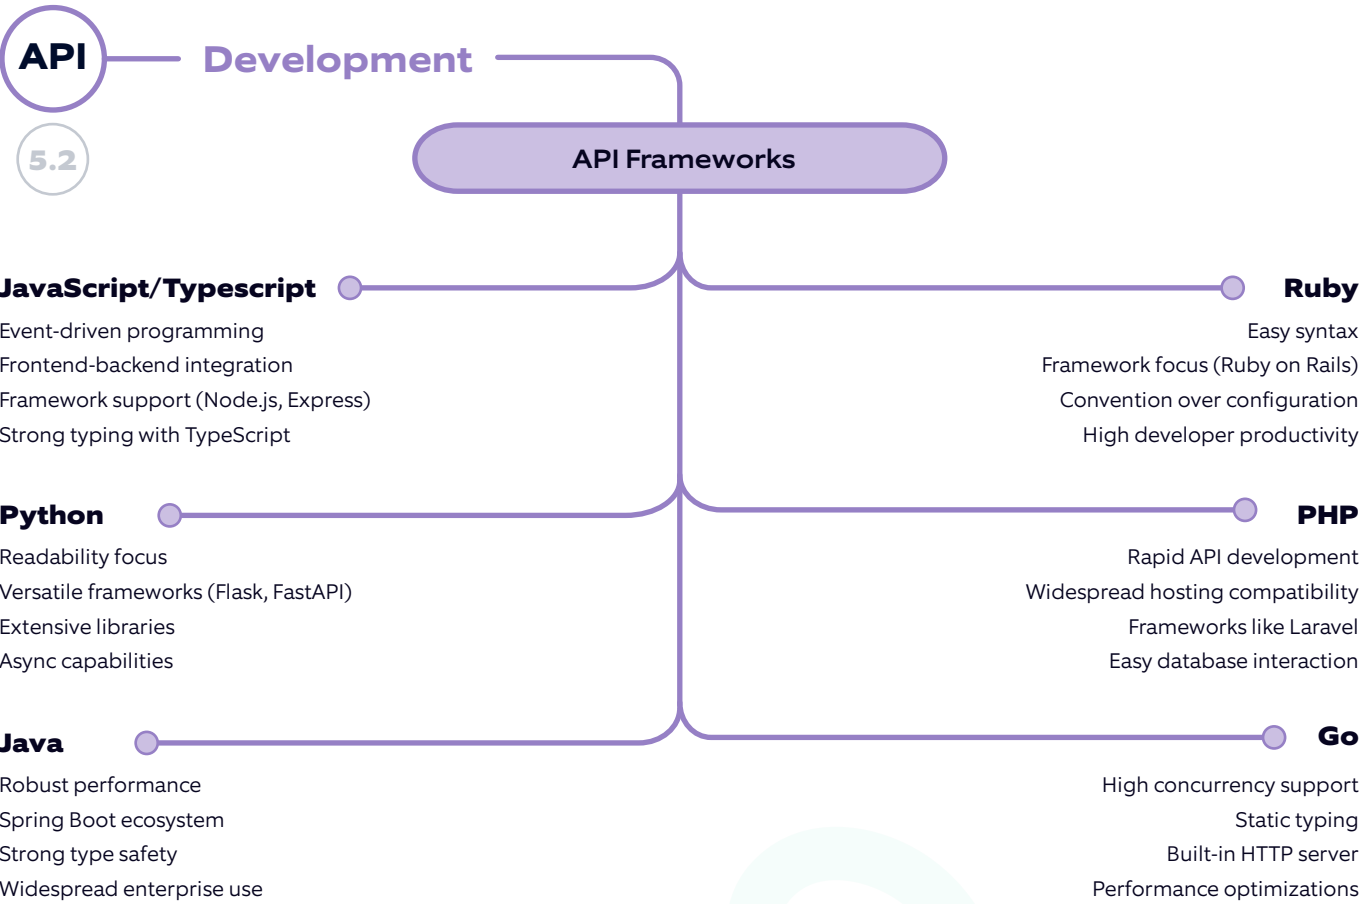 API
Development
5.2
API Frameworks
JavaScript/Typescript
Event-driven programming
Frontend-backend integration
Framework support (Node.js, Express)
Strong typing with TypeScript
Ruby
Easy syntax
Framework focus (Ruby on Rails)
Convention over configuration
High developer productivity
Python
Readability focus
Versatile frameworks (Flask, FastAPI)
Extensive libraries
Async capabilities
PHP
Rapid API development
Widespread hosting compatibility
Frameworks like Laravel
Easy database interaction
Java
Robust performance
Spring Boot ecosystem
Strong type safety
Widespread enterprise use
Go
High concurrency support
Static typing
Built-in HTTP server
Performance optimizations